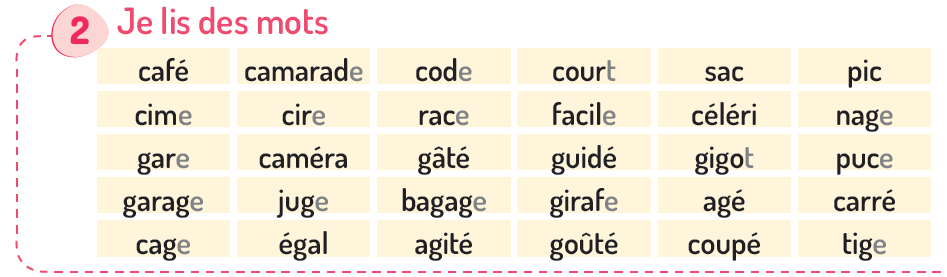 2 Je lis des mots
café camarade code court sac pic
cime cire race facile céléri nage
gare caméra gâté guidé gigot puce
garage juge bagage girafe agé carré
cage égal agité goûté coupé tige